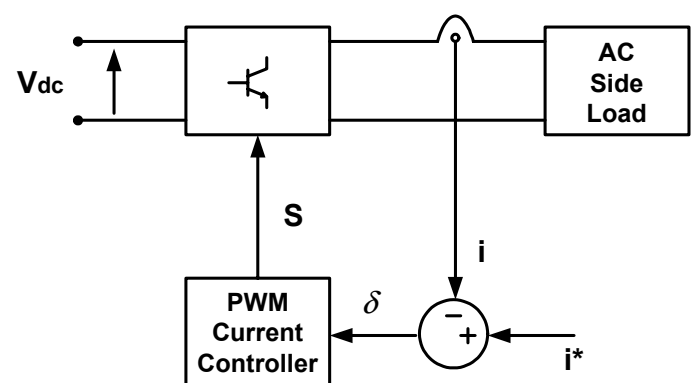 Vdc
AC
Side
Load
S
i
PWM
Current
Controller
δ
−
+
i*